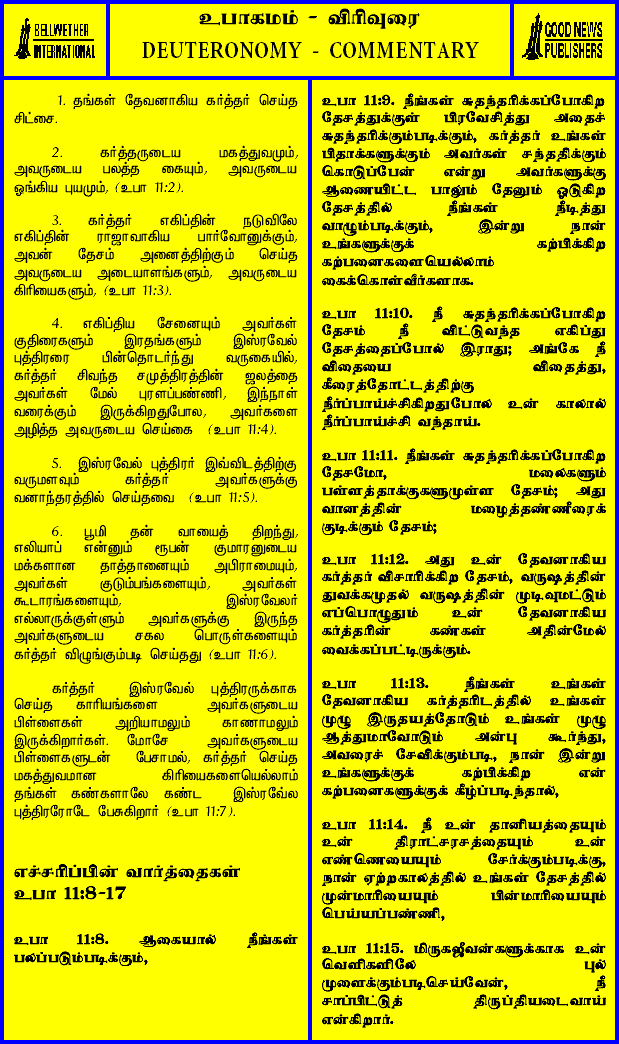 BELLWETHER
INTERNATIONAL
உபாகமம் - விரிவுரை
DEUTERONOMY - COMMENTARY
GOOD NEWS
PUBLISHERS
1. தங்கள் தேவனாகிய கர்த்தர் செய்த
சிட்சை.
2. கர்த்தருடைய மகத்துவமும்,
அவருடைய பலத்த கையும், அவருடைய
ஓங்கிய புயமும், (உபா 11:2).
3. கர்த்தர் எகிப்தின் நடுவிலே
எகிப்தின் ராஜாவாகிய பார்வோனுக்கும்,
அவன் தேசம் அனைத்திற்கும் செய்த
அவருடைய அடையாளங்களும், அவருடைய
கிரியைகளும், (உபா 11:3).
4. எகிப்திய சேனையும் அவர்கள்
குதிரைகளும் இரதங்களும் இஸ்ரவேல்
புத்திரரை பின்தொடர்ந்து வருகையில்,
கர்த்தர் சிவந்த சமுத்திரத்தின் ஜலத்தை
அவர்கள் மேல் புரளப்பண்ணி, இந்நாள்
வரைக்கும் இருக்கிறதுபோல, அவர்களை
அழித்த அவருடைய செய்கை (உபா 11:4).
5. இஸ்ரவேல் புத்திரர் இவ்விடத்திற்கு
வருமளவும் கர்த்தர் அவர்களுக்கு
வனாந்தரத்தில் செய்தவை (உபா 11:5).
6. பூமி தன் வாயைத் திறந்து,
எலியாப் என்னும் ரூபன் குமாரனுடைய
மக்களான தாத்தானையும் அபிராமையும்,
அவர்கள் குடும்பங்களையும், அவர்கள்
கூடாரங்களையும், இஸ்ரவேலர்
எல்லாருக்குள்ளும் அவர்களுக்கு இருந்த
அவர்களுடைய சகல பொருள்களையும்
கர்த்தர் விழுங்கும்படி செய்தது (உபா 11:6).
கர்த்தர் இஸ்ரவேல் புத்திரருக்காக
செய்த காரியங்களை அவர்களுடைய
பிள்ளைகள் அறியாமலும் காணாமலும்
இருக்கிறார்கள். மோசே அவர்களுடைய
பிள்ளைகளுடன் பேசாமல், கர்த்தர் செய்த
மகத்துவமான கிரியைகளையெல்லாம்
தங்கள் கண்களாலே கண்ட இஸ்ரவேல
புத்திரரோடே பேசுகிறார் (உபா 11:7).
எச்சரிப்பின் வார்த்தைகள்
உபா 11:8-17
உபா 11:8. ஆகையால் நீங்கள்
பலப்படும்படிக்கும்,
உபா 11:9. நீங்கள் சுதந்தரிக்கப்போகிற
தேசத்துக்குள் பிரவேசித்து அதைச்
சுதந்தரிக்கும்படிக்கும், கர்த்தர் உங்கள்
பிதாக்களுக்கும் அவர்கள் சந்ததிக்கும்
கொடுப்பேன் என்று அவர்களுக்கு
ஆணையிட்ட பாலும் தேனும் ஓடுகிற
தேசத்தில் நீங்கள் நீடித்து
வாழும்படிக்கும், இன்று நான்
உங்களுக்குக் கற்பிக்கிற
கற்பனைகளையெல்லாம்
கைக்கொள்வீர்களாக.
உபா 11:10. நீ சுதந்தரிக்கப்போகிற
தேசம் நீ விட்டுவந்த எகிப்து
தேசத்தைப்போல் இராது; அங்கே நீ
விதையை விதைத்து,
கீரைத்தோட்டத்திற்கு
நீர்ப்பாய்ச்சிகிறதுபோல உன் காலால்
நீர்ப்பாய்ச்சி வந்தாய்.
உபா 11:11. நீங்கள் சுதந்தரிக்கப்போகிற
தேசமோ, மலைகளும்
பள்ளத்தாக்குகளுமுள்ள தேசம்; அது
வானத்தின் மழைத்தண்ணீரைக்
குடிக்கும் தேசம்;
உபா 11:12. அது உன் தேவனாகிய
கர்த்தர் விசாரிக்கிற தேசம், வருஷத்தின்
துவக்கமுதல் வருஷத்தின் முடிவுமட்டும்
எப்பொழுதும் உன் தேவனாகிய
கர்த்தரின் கண்கள் அதின்மேல்
வைக்கப்பட்டிருக்கும்.
உபா 11:13. நீங்கள் உங்கள்
தேவனாகிய கர்த்தரிடத்தில் உங்கள்
முழு இருதயத்தோடும் உங்கள் முழு
ஆத்துமாவோடும் அன்பு கூர்ந்து,
அவரைச் சேவிக்கும்படி, நான் இன்று
உங்களுக்குக் கற்பிக்கிற என்
கற்பனைகளுக்குக் கீழ்ப்படிந்தால்,
உபா 11:14. நீ உன் தானியத்தையும்
உன் திராட்சரசத்தையும் உன்
எண்ணெயையும் சேர்க்கும்படிக்கு,
நான் ஏற்றகாலத்தில் உங்கள் தேசத்தில்
முன்மாரியையும் பின்மாரியையும்
பெய்யப்பண்ணி,
உபா 11:15. மிருகஜீவன்களுக்காக உன்
வெளிகளிலே புல்
முளைக்கும்படிசெய்வேன், நீ
சாப்பிட்டுத் திருப்தியடைவாய்
என்கிறார்.